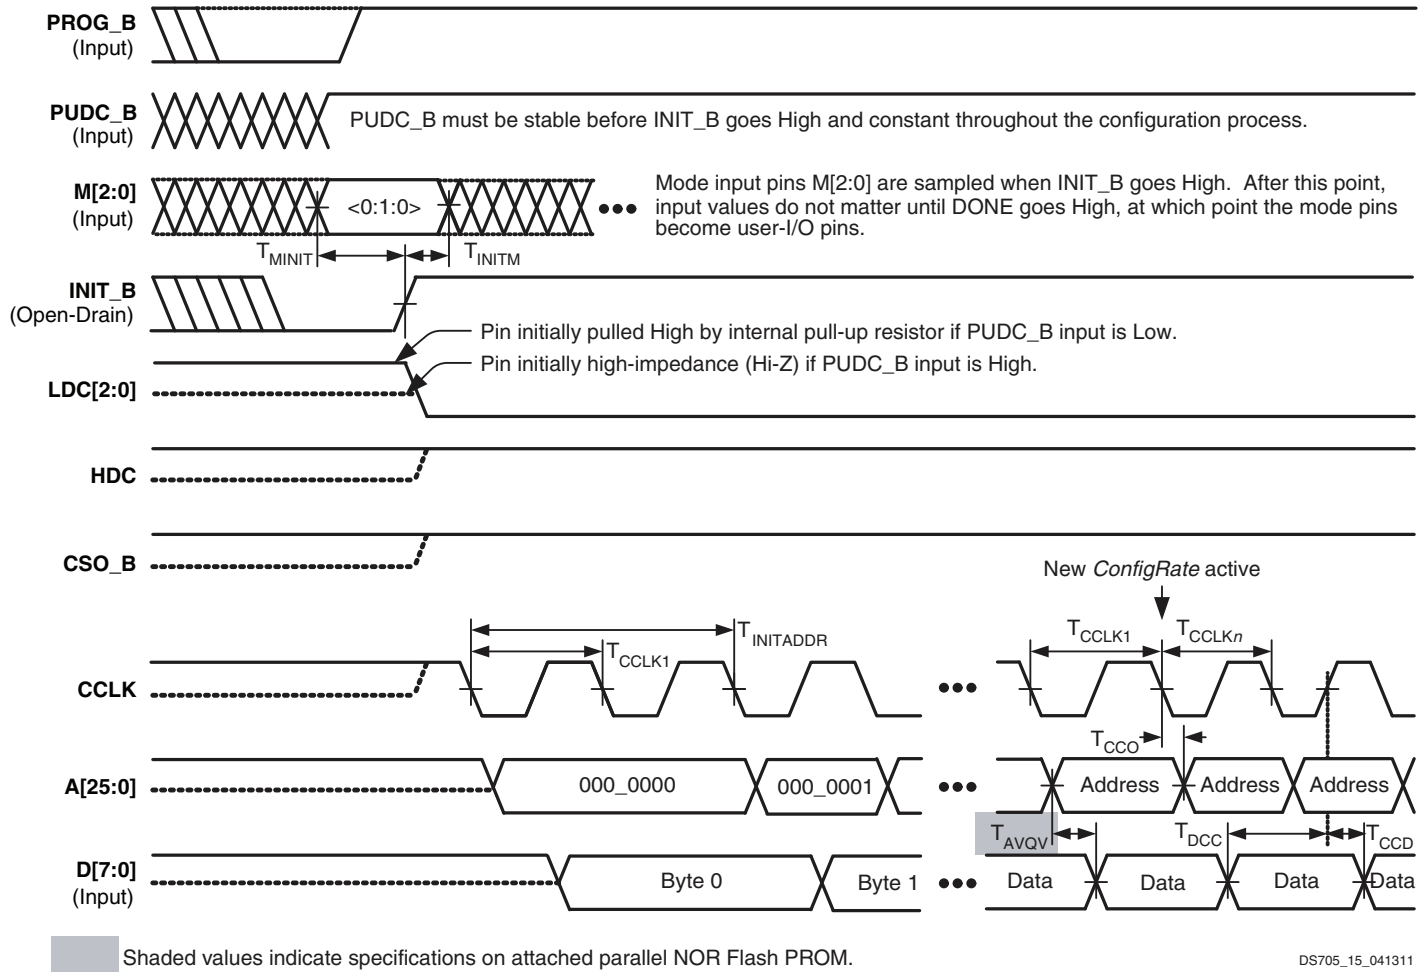 PROG_B
(Input)
PUDC_B
(Input)
PUDC_B must be stable before INIT_B goes High and constant throughout the configuration process.
M[2:0]
(Input)
<0:1:0>
Mode input pins M[2:0] are sampled when INIT_B goes High. After this point,
input values do not matter until DONE goes High, at which point the mode pins
become user-I/O pins.
TMINIT
TINITM
INIT_B
(Open-Drain)
Pin initially pulled High by internal pull-up resistor if PUDC_B input is Low.
Pin initially high-impedance (Hi-Z) if PUDC_B input is High.
LDC[2:0]
HDC
CSO_B
New ConfigRate active
TINITADDR
TCCLK1
TCCLK1
TCCLKn
CCLK
TCCO
A[25:0]
000_0000
000_0001
Address
Address
Address
TAVQV
TDCC
TCCD
D[7:0]
(Input)
Byte 0
Byte 1
Data
Data
Data
Data
Shaded values indicate specifications on attached parallel NOR Flash PROM.
DS705_15_041311